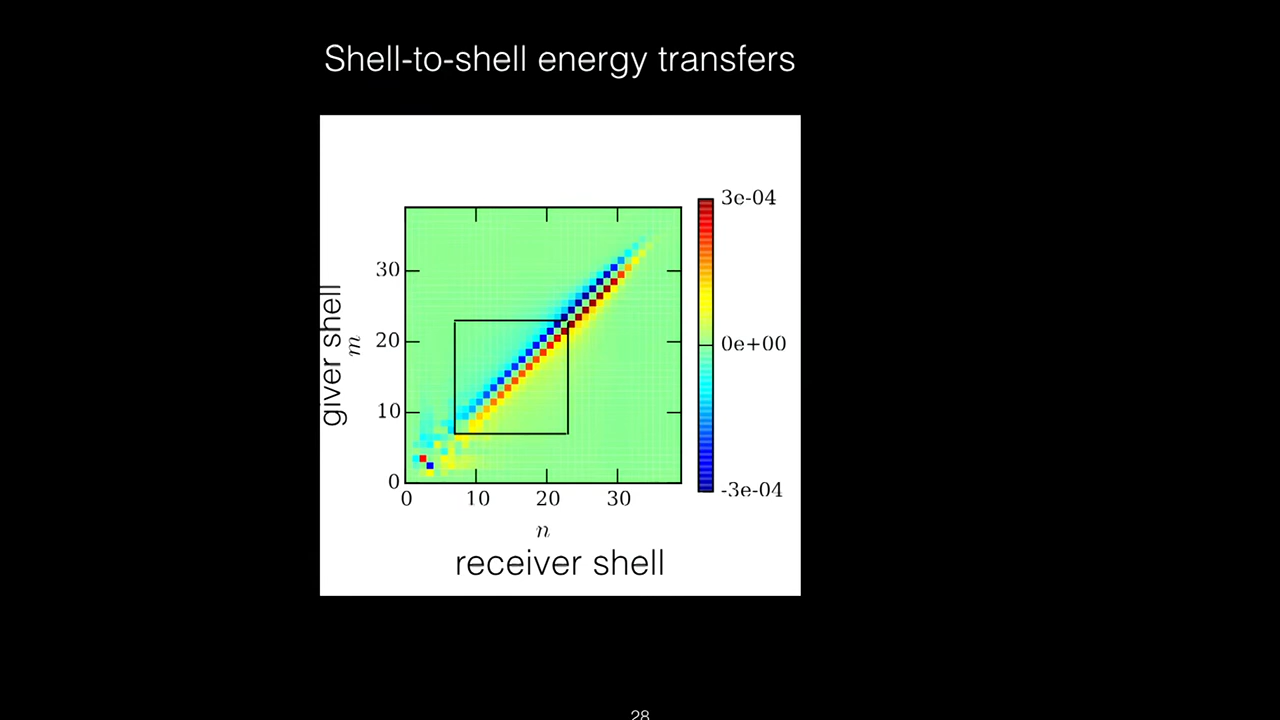 Shell-to-shell energy transfers
3e-04
0e+00
-3e-04
30
20
10
0
giver shell
m
0 10 20 30
n
receiver shell
28